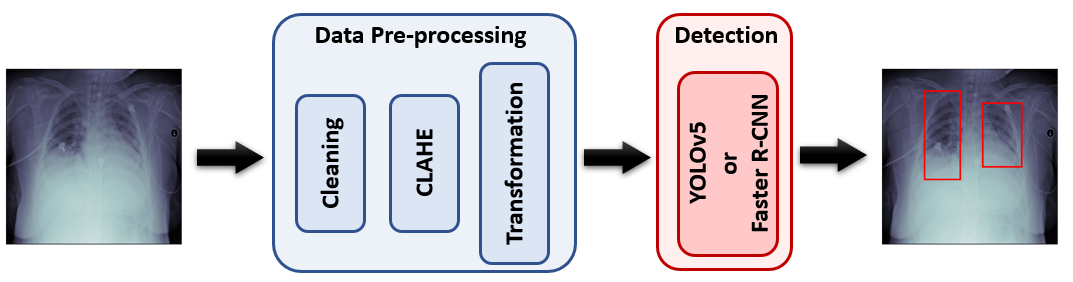 Data Pre-processing
Cleaning
CLAHE
Transformation
Detection
YOLOv5
or
Faster R-CNN